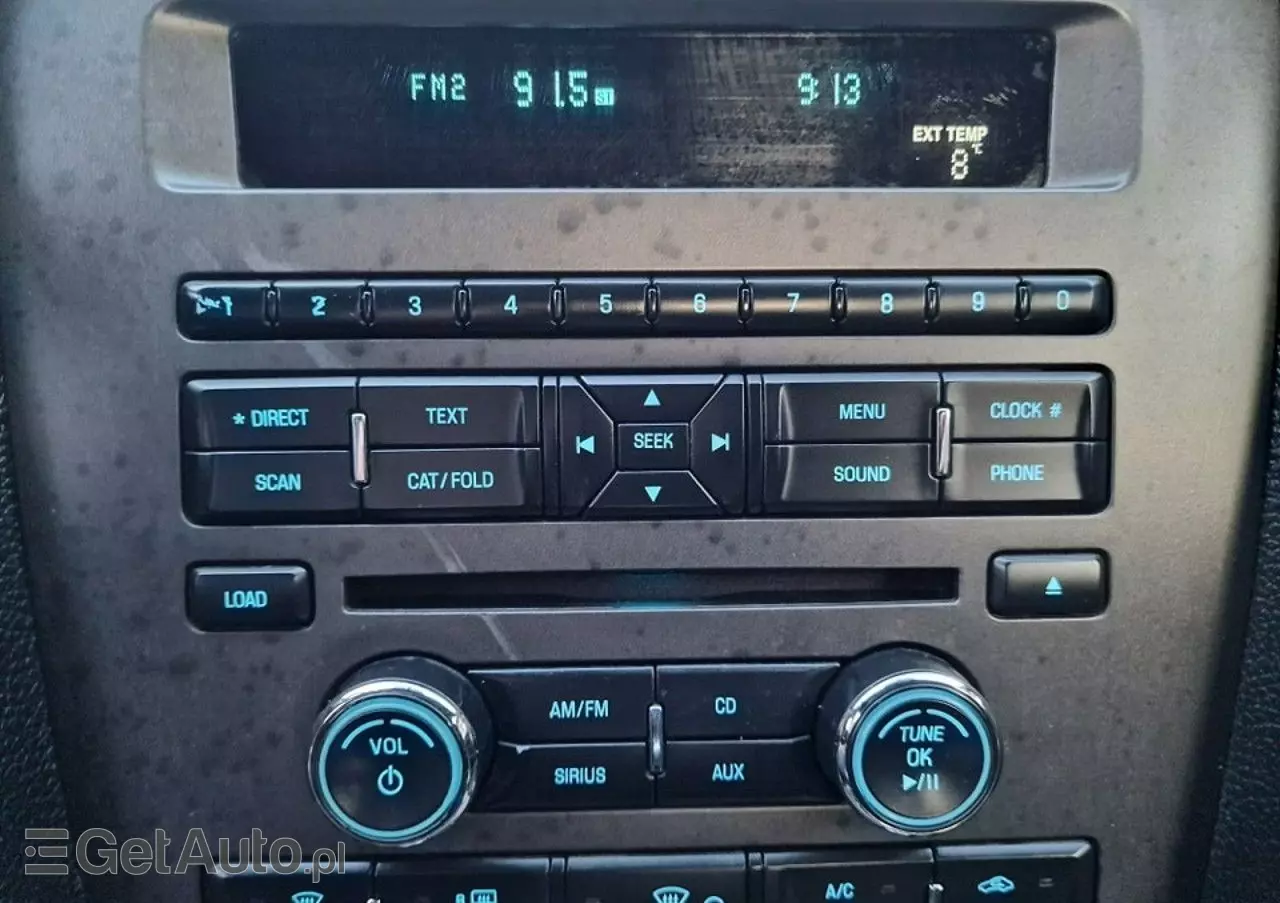 FM2 91.5 ST 9:13
EXT TEMP
8°C
1 2 3 4 5 6 7 8 9 0
* DIRECT TEXT MENU CLOCK #
SEEK
SCAN CAT/FOLD SOUND PHONE
LOAD
AM/FM CD
VOL TUNE
OK
SIRIUS AUX
GetAuto.pl
R A/C